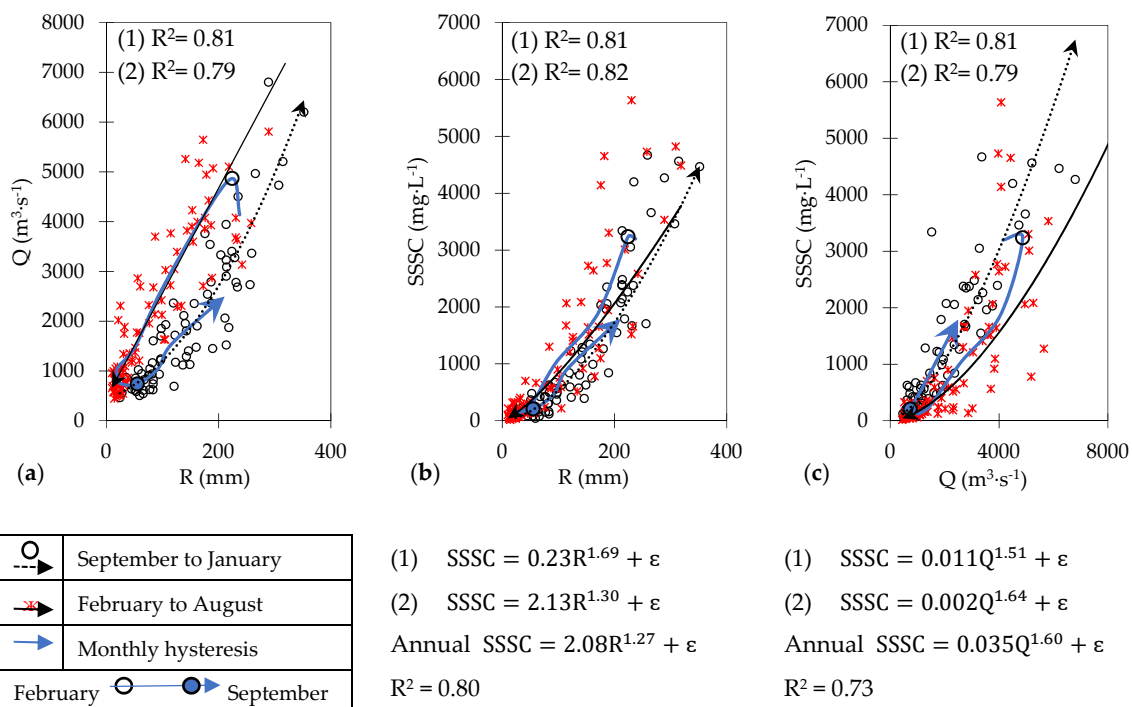 (1) R²= 0.81
(2) R²= 0.79
8000
7000
6000
5000
4000
3000
2000
1000
0
Q (m³·s⁻¹)
0
200
400
R (mm)
(a)
(1) R²= 0.81
(2) R²= 0.82
7000
6000
5000
4000
3000
2000
1000
0
SSSC (mg·L⁻¹)
0
200
400
R (mm)
(b)
(1) R²= 0.81
(2) R²= 0.79
7000
6000
5000
4000
3000
2000
1000
0
SSSC (mg·L⁻¹)
0
4000
8000
Q (m³·s⁻¹)
(c)
September to January
February to August
Monthly hysteresis
February September
(1) SSSC = 0.23R^1.69 + ε
(2) SSSC = 2.13R^1.30 + ε
Annual SSSC = 2.08R^1.27 + ε
R² = 0.80
(1) SSSC = 0.011Q^1.51 + ε
(2) SSSC = 0.002Q^1.64 + ε
Annual SSSC = 0.035Q^1.60 + ε
R² = 0.73